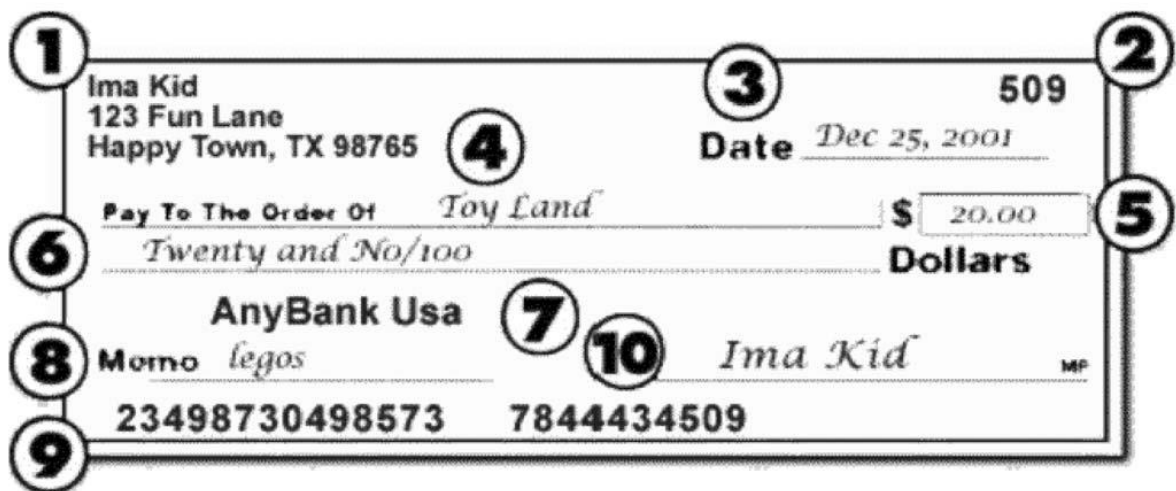 1 2
Ima Kid 3 509
123 Fun Lane
Happy Town, TX 98765 4 Date Dec 25, 2001
Pay To The Order Of Toy Land $ 20.00 5
6 Twenty and No/100 Dollars
AnyBank Usa 7
8 Memo legos 10 Ima Kid MP
23498730498573 7844434509
9